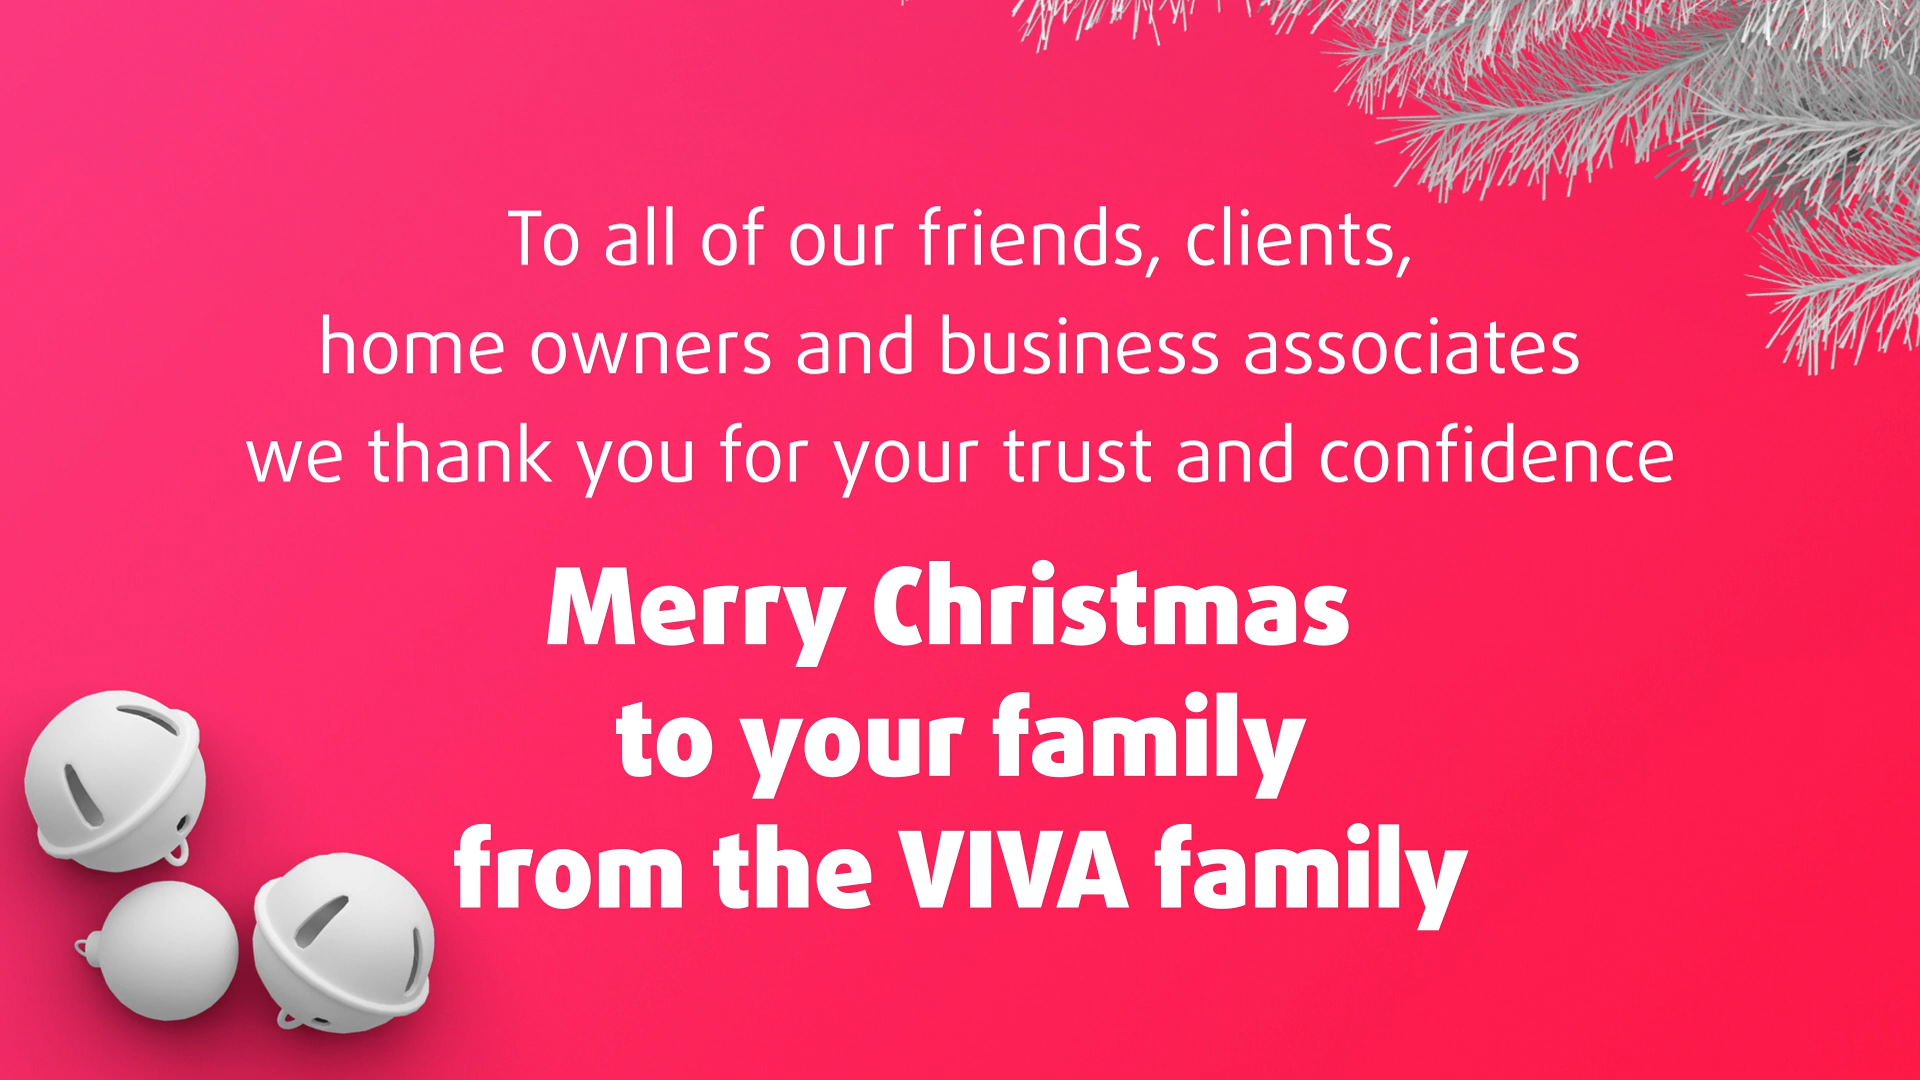 To all of our friends, clients,
home owners and business associates
we thank you for your trust and confidence
Merry Christmas
to your family
from the VIVA family